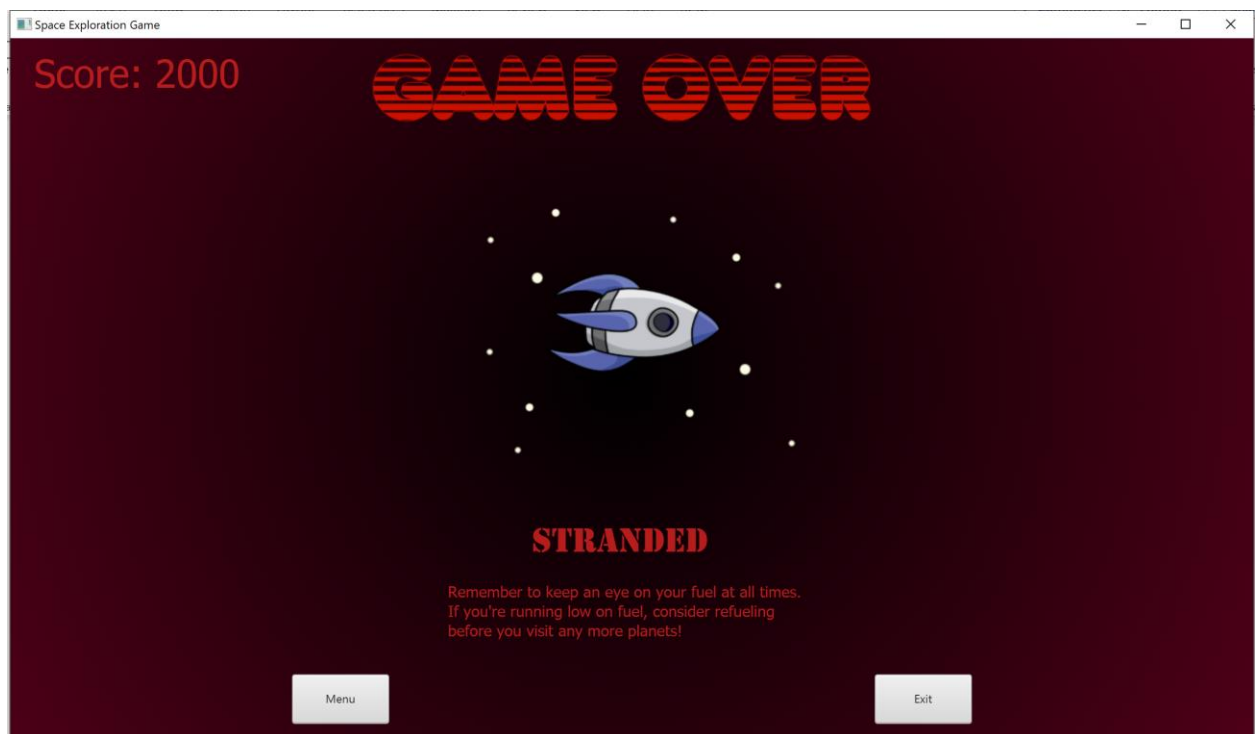 Space Exploration Game
Score: 2000
GAME OVER
STRANDED
Remember to keep an eye on your fuel at all times.
If you're running low on fuel, consider refueling
before you visit any more planets!
Menu
Exit